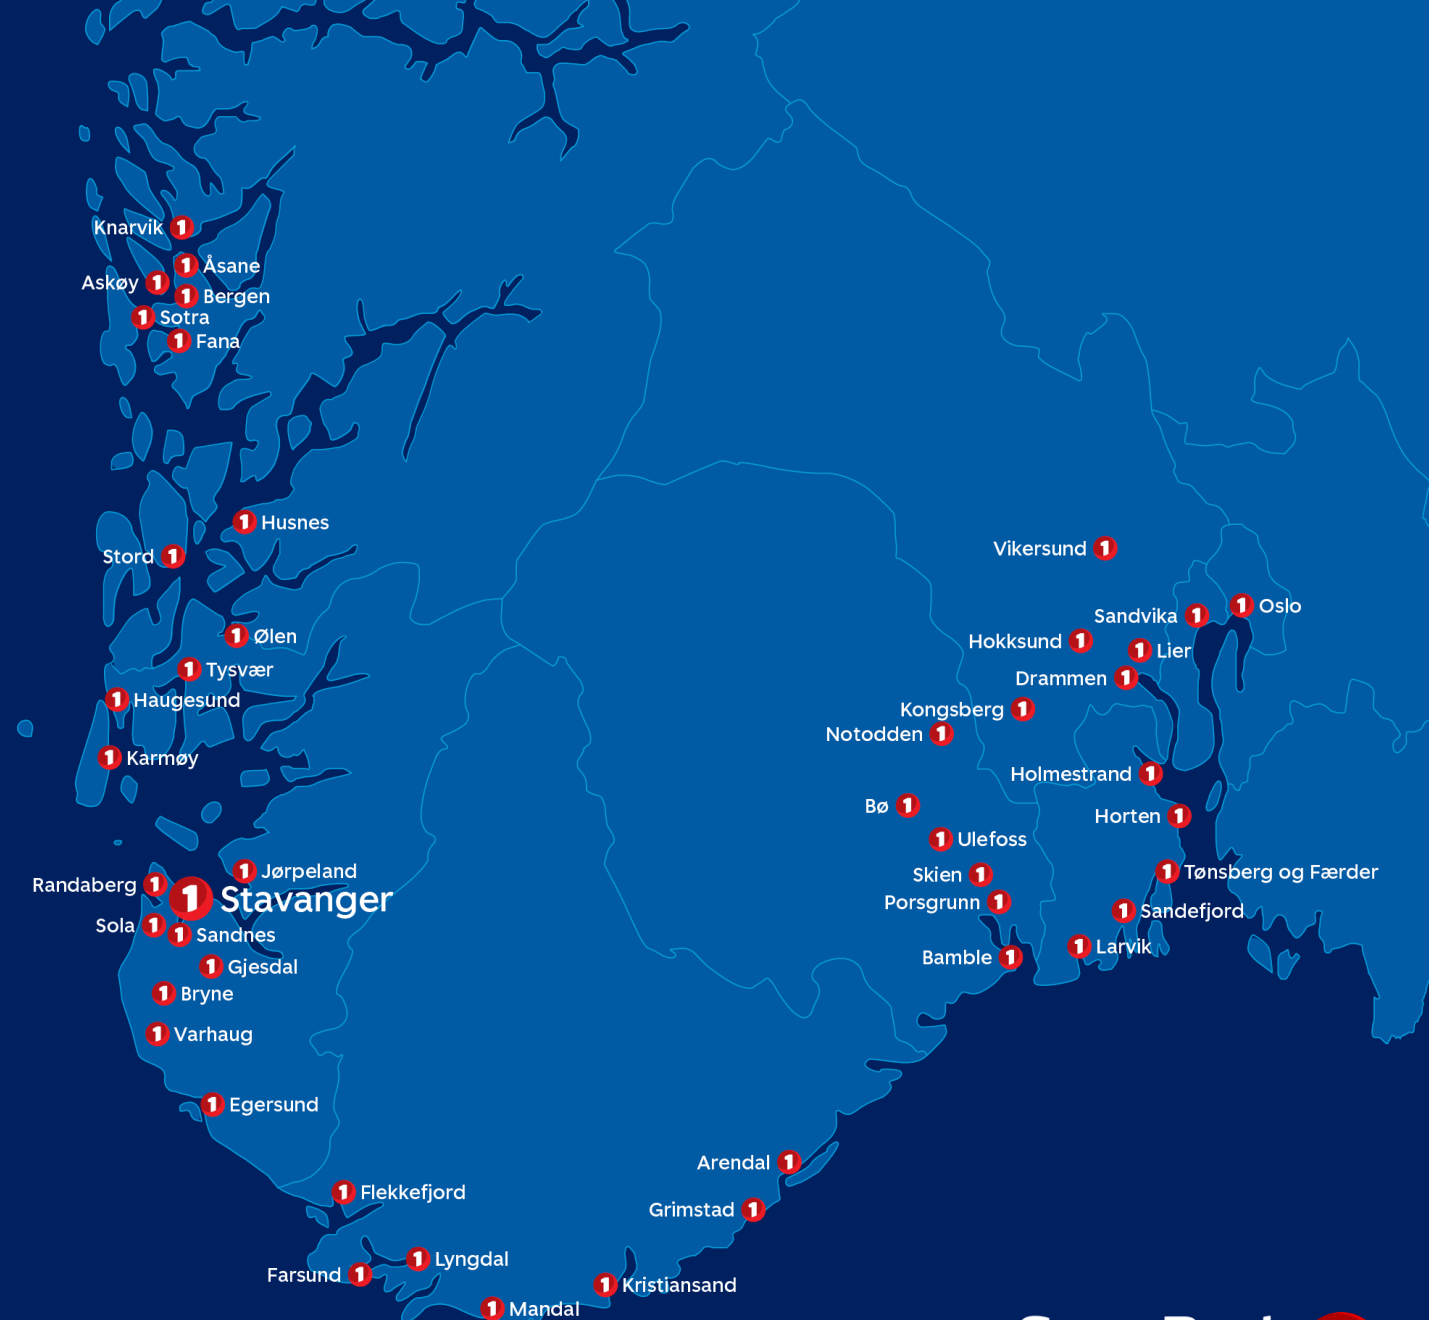 Knarvik
Åsane
Askøy
Bergen
Sotra
Fana
Husnes
Vikersund
Stord
Oslo
Sandvika
Ølen
Hokksund
Lier
Tysvær
Drammen
Haugesund
Kongsberg
Notodden
Karmøy
Holmestrand
Bø
Horten
Ulefoss
Jørpeland
Tønsberg og Færder
Skien
Randaberg
Stavanger
Porsgrunn
Sandefjord
Sola
Sandnes
Larvik
Bamble
Gjesdal
Bryne
Varhaug
Egersund
Arendal
Flekkefjord
Grimstad
Lyngdal
Farsund
Kristiansand
Mandal